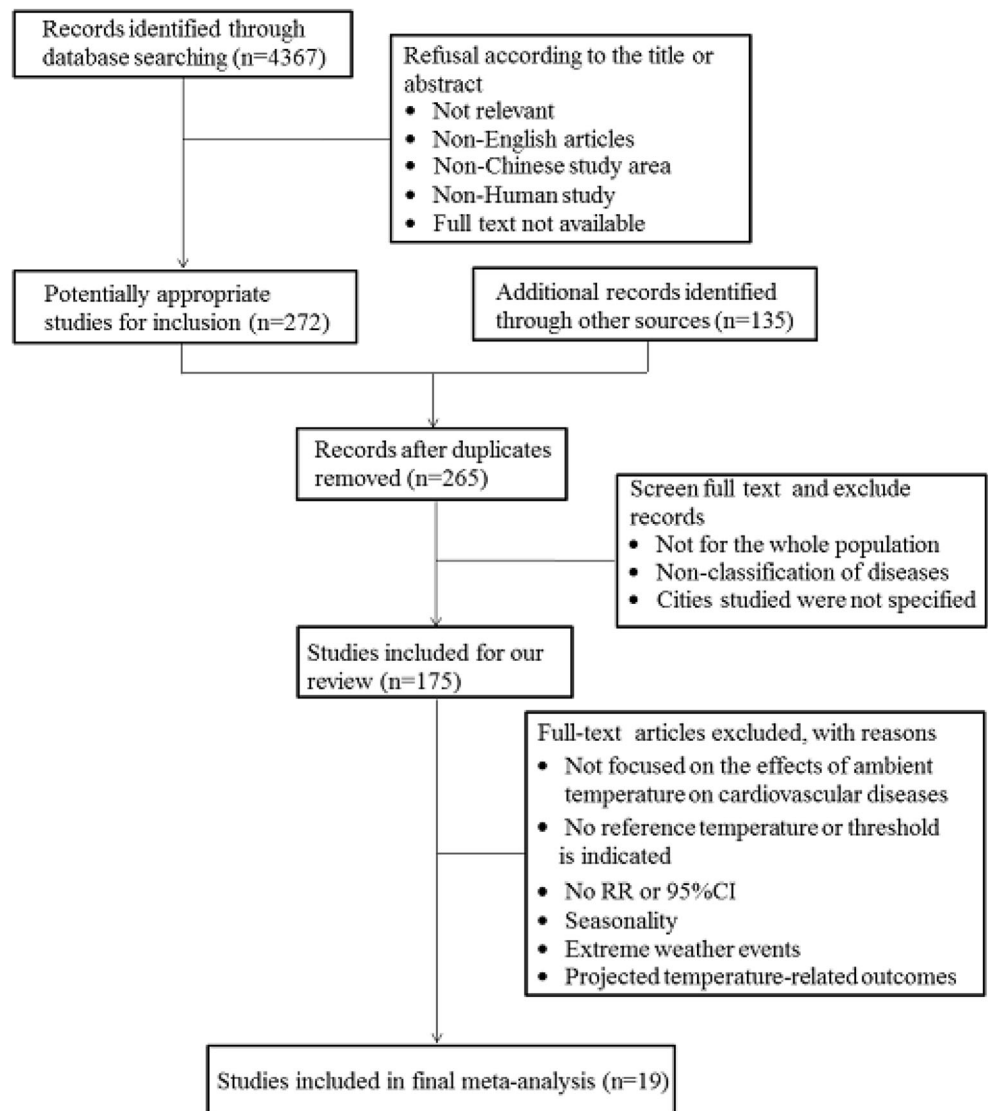 Records identified through
database searching (n=4367)
Refusal according to the title or
abstract
• Not relevant
• Non-English articles
• Non-Chinese study area
• Non-Human study
• Full text not available
Potentially appropriate
studies for inclusion (n=272)
Additional records identified
through other sources (n=135)
Records after duplicates
removed (n=265)
Screen full text and exclude
records
• Not for the whole population
• Non-classification of diseases
• Cities studied were not specified
Studies included for our
review (n=175)
Full-text articles excluded, with reasons
• Not focused on the effects of ambient
temperature on cardiovascular diseases
• No reference temperature or threshold
is indicated
• No RR or 95%CI
• Seasonality
• Extreme weather events
• Projected temperature-related outcomes
Studies included in final meta-analysis (n=19)